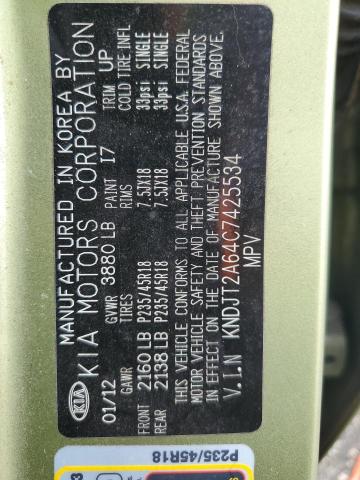 MANUFACTURED IN KOREA BY
KIA KIA MOTORS CORPORATION
01/12 GVWR 3880 LB PAINT I7 TRIM UP
GAWR TIRES RIMS COLD TIRE INFL
FRONT 2160 LB P235/45R18 7.5JX18 33psi SINGLE
REAR 2138 LB P235/45R18 7.5JX18 33psi SINGLE
THIS VEHICLE CONFORMS TO ALL APPLICABLE U.S.A. FEDERAL
MOTOR VEHICLE SAFETY AND THEFT PREVENTION STANDARDS
IN EFFECT ON THE DATE OF MANUFACTURE SHOWN ABOVE.
V.I.N KNDJT2A64C7425534
MPV
P235/45R18